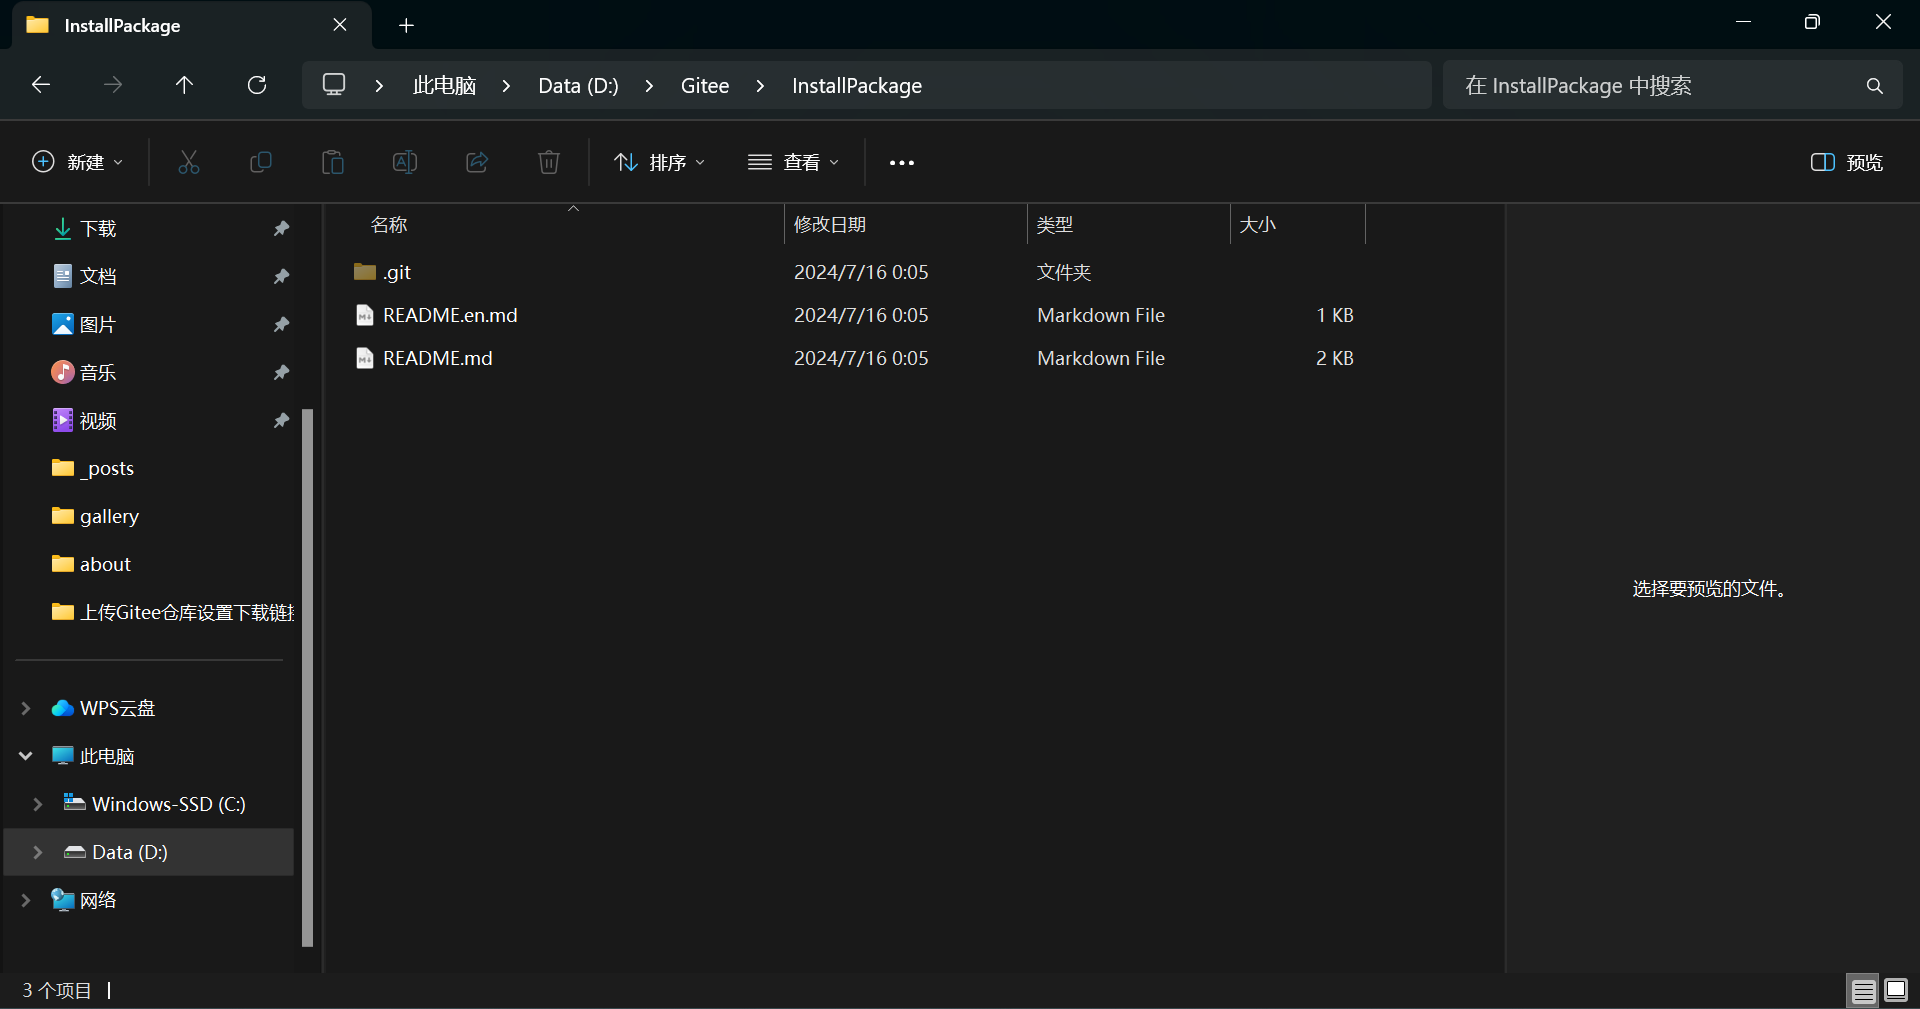 InstallPackage
此电脑 Data (D:) Gitee InstallPackage
在 InstallPackage 中搜索
新建
排序
查看
预览
下载
文档
图片
音乐
视频
_posts
gallery
about
上传Gitee仓库设置下载链
WPS云盘
此电脑
Windows-SSD (C:)
Data (D:)
网络
名称 修改日期 类型 大小
.git 2024/7/16 0:05 文件夹
README.en.md 2024/7/16 0:05 Markdown File 1 KB
README.md 2024/7/16 0:05 Markdown File 2 KB
选择要预览的文件。
3 个项目